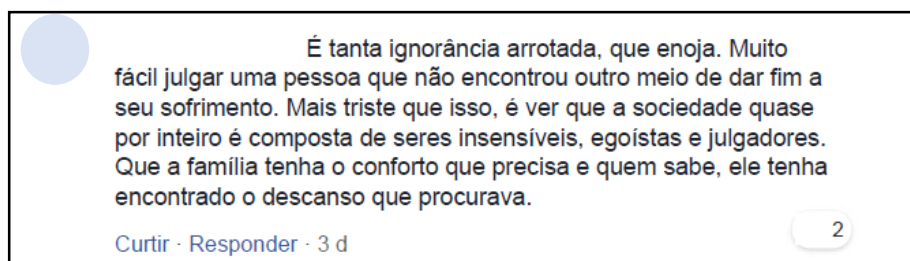 É tanta ignorância arrotada, que enoja. Muito
fácil julgar uma pessoa que não encontrou outro meio de dar fim a
seu sofrimento. Mais triste que isso, é ver que a sociedade quase
por inteiro é composta de seres insensíveis, egoístas e julgadores.
Que a família tenha o conforto que precisa e quem sabe, ele tenha
encontrado o descanso que procurava.
Curtir · Responder · 3 d
2